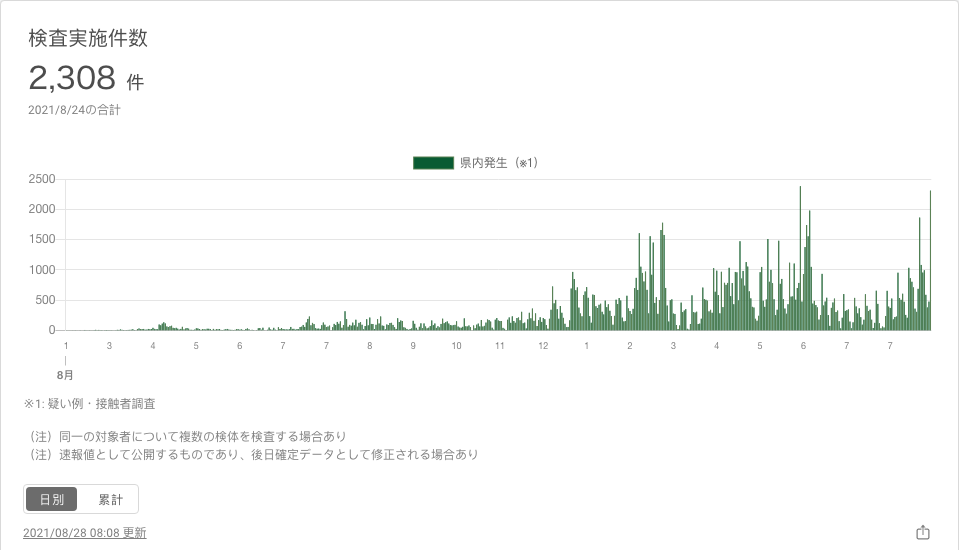 検査実施件数
2,308 件
2021/8/24の合計
県内発生（※1）
2500
2000
1500
1000
500
0
1 3 4 5 6 7 7 8 9 10 11 12 1 2 3 4 5 6 7 7
8月
※1: 疑い例・接触者調査
（注）同一の対象者について複数の検体を検査する場合あり
（注）速報値として公開するものであり、後日確定データとして修正される場合あり
日別 累計
2021/08/28 08:08 更新